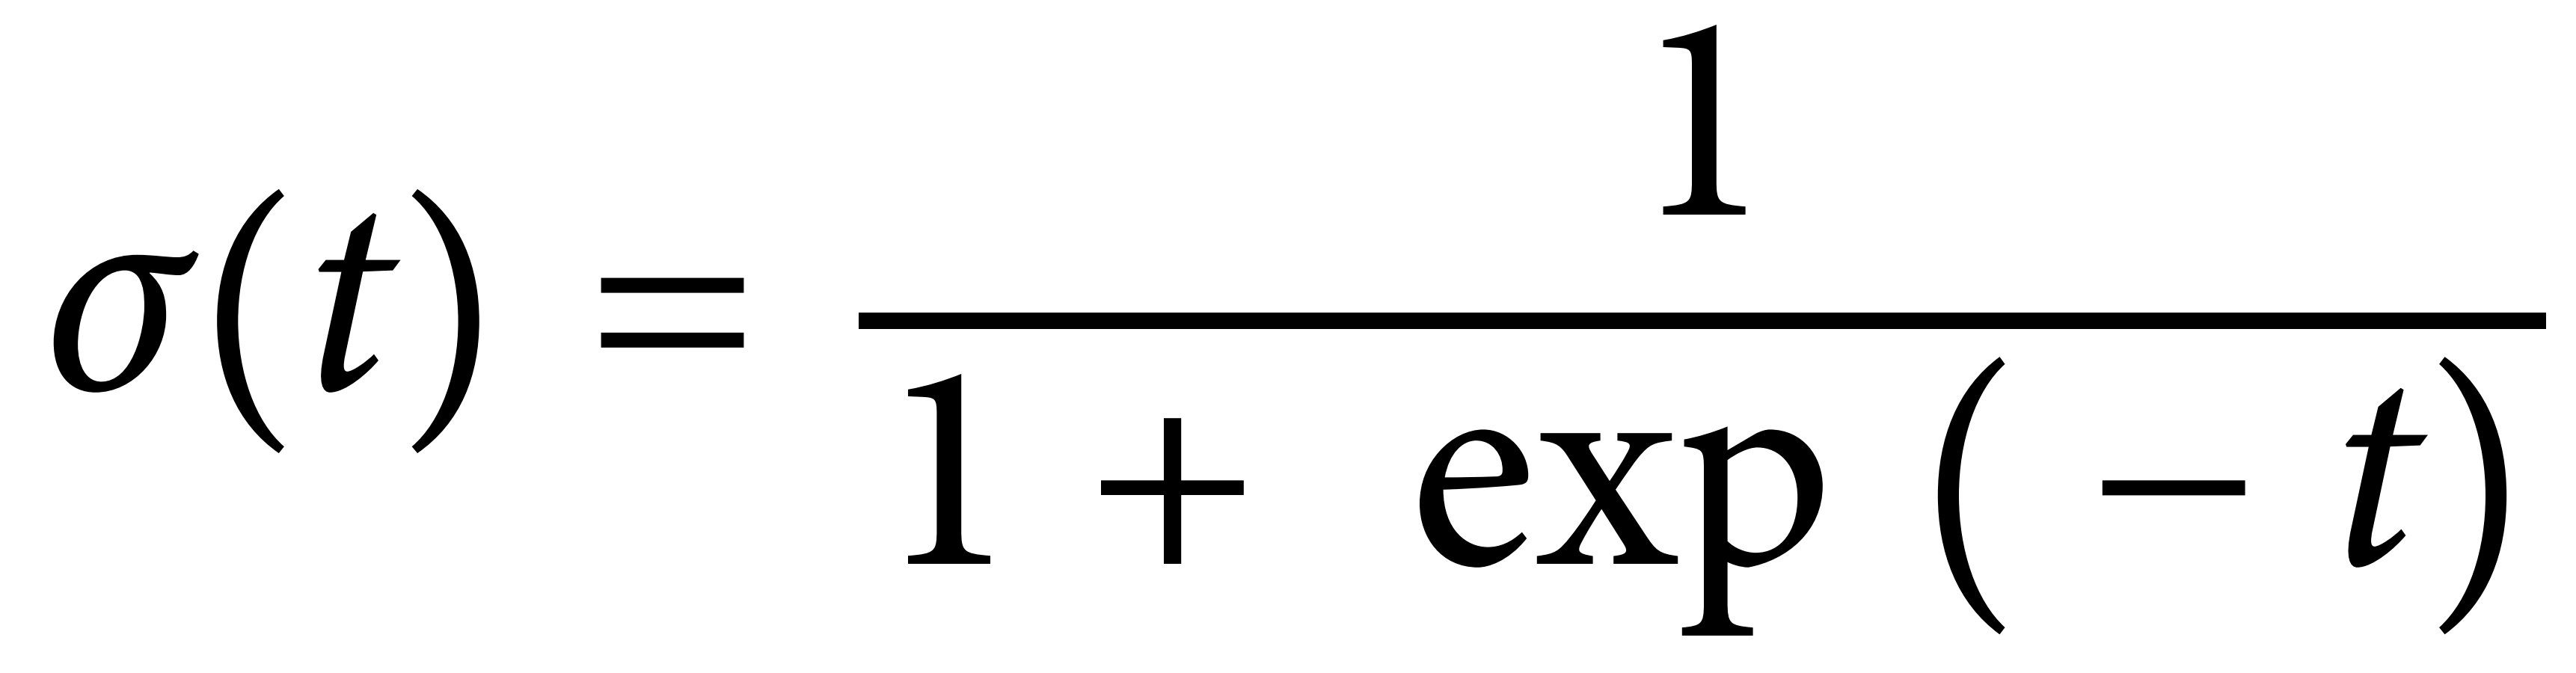 σ(t) = 1 / (1 + exp (− t))